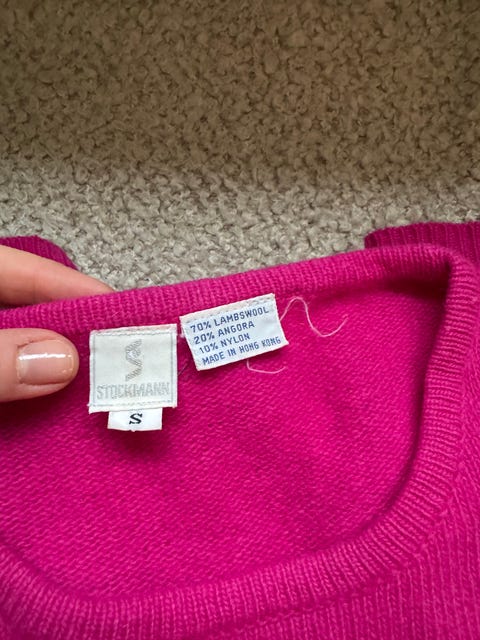 STOCKMANN
S
70% LAMBSWOOL
20% ANGORA
10% NYLON
MADE IN HONG KONG